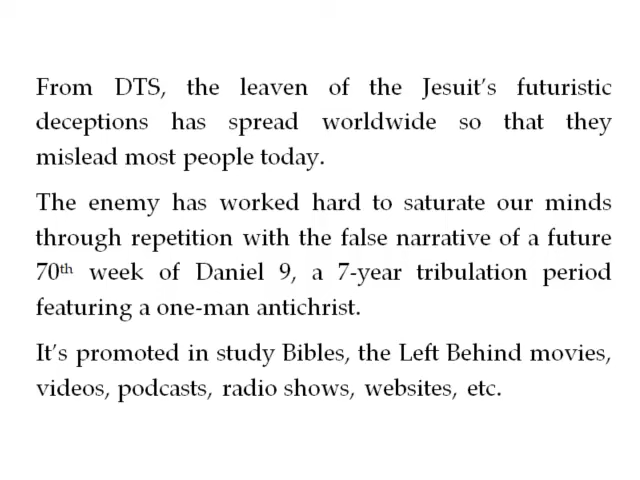 From DTS, the leaven of the Jesuit's futuristic
deceptions has spread worldwide so that they
mislead most people today.
The enemy has worked hard to saturate our minds
through repetition with the false narrative of a future
70th week of Daniel 9, a 7-year tribulation period
featuring a one-man antichrist.
It's promoted in study Bibles, the Left Behind movies,
videos, podcasts, radio shows, websites, etc.